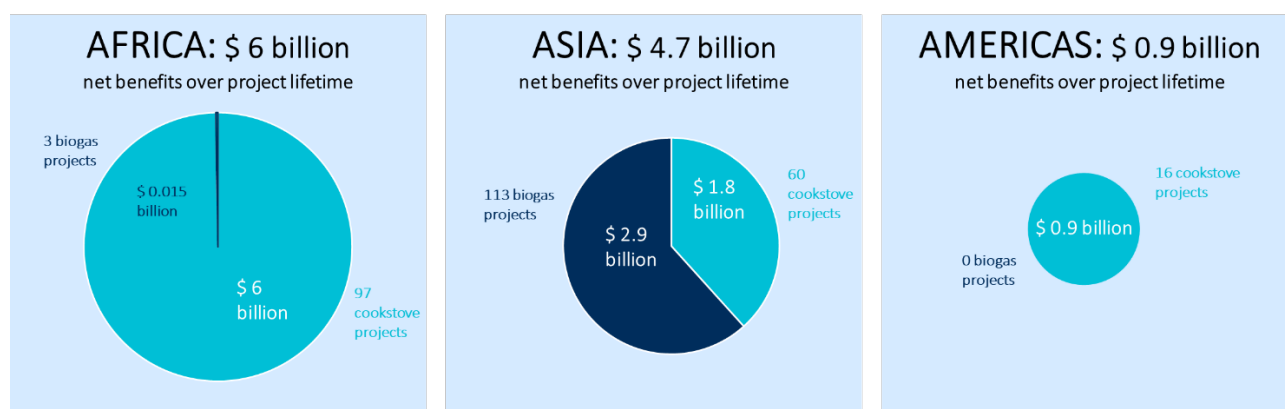 AFRICA: $ 6 billion
net benefits over project lifetime
3 biogas
projects
$ 0.015
billion
$ 6
billion
97
cookstove
projects
ASIA: $ 4.7 billion
net benefits over project lifetime
113 biogas
projects
$ 2.9
billion
$ 1.8
billion
60
cookstove
projects
AMERICAS: $ 0.9 billion
net benefits over project lifetime
16 cookstove
projects
$ 0.9 billion
0 biogas
projects